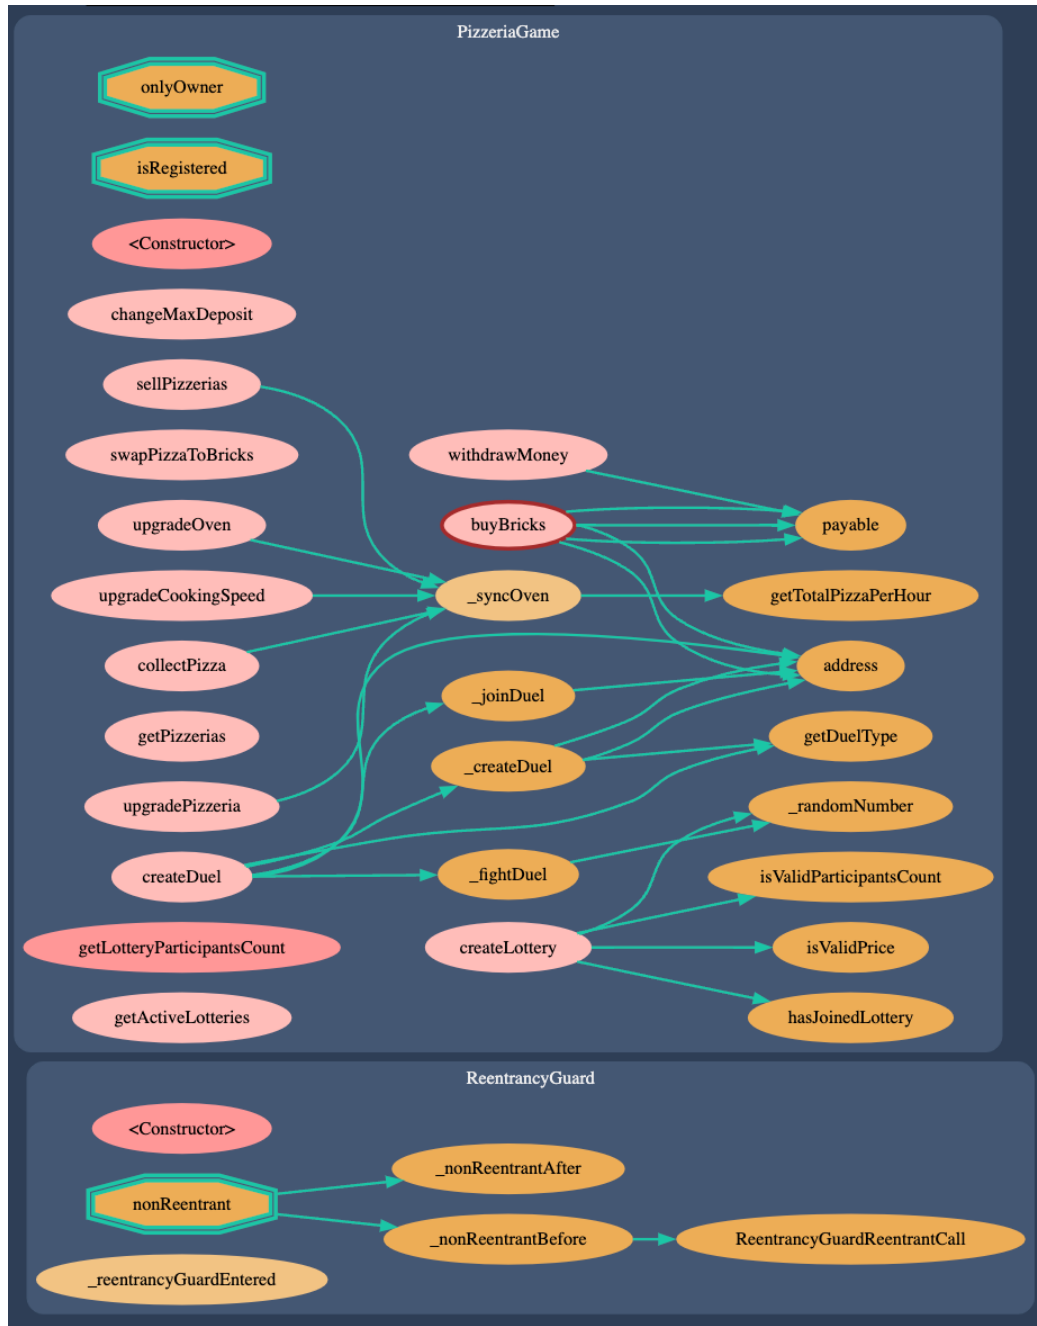 PizzeriaGame
onlyOwner
isRegistered
<Constructor>
changeMaxDeposit
sellPizzerias
swapPizzaToBricks
withdrawMoney
upgradeOven
buyBricks
payable
upgradeCookingSpeed
_syncOven
getTotalPizzaPerHour
collectPizza
address
_joinDuel
getPizzerias
getDuelType
_createDuel
upgradePizzeria
_randomNumber
createDuel
_fightDuel
isValidParticipantsCount
getLotteryParticipantsCount
createLottery
isValidPrice
getActiveLotteries
hasJoinedLottery
ReentrancyGuard
<Constructor>
_nonReentrantAfter
nonReentrant
_nonReentrantBefore
ReentrancyGuardReentrantCall
_reentrancyGuardEntered